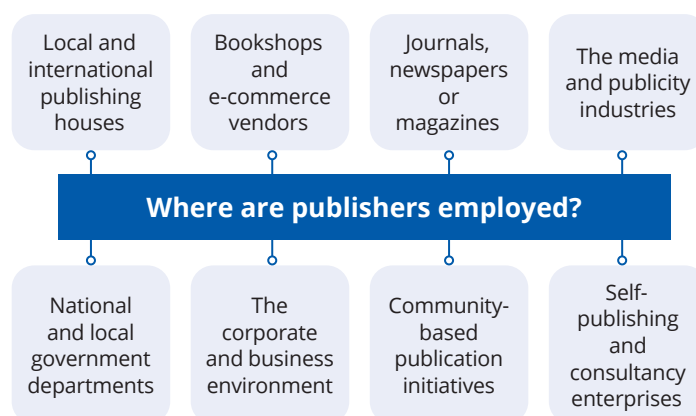 Local and
international
publishing
houses
Bookshops
and
e-commerce
vendors
Journals,
newspapers
or
magazines
The media
and publicity
industries
Where are publishers employed?
National
and local
government
departments
The
corporate
and business
environment
Community-
based
publication
initiatives
Self-
publishing
and
consultancy
enterprises